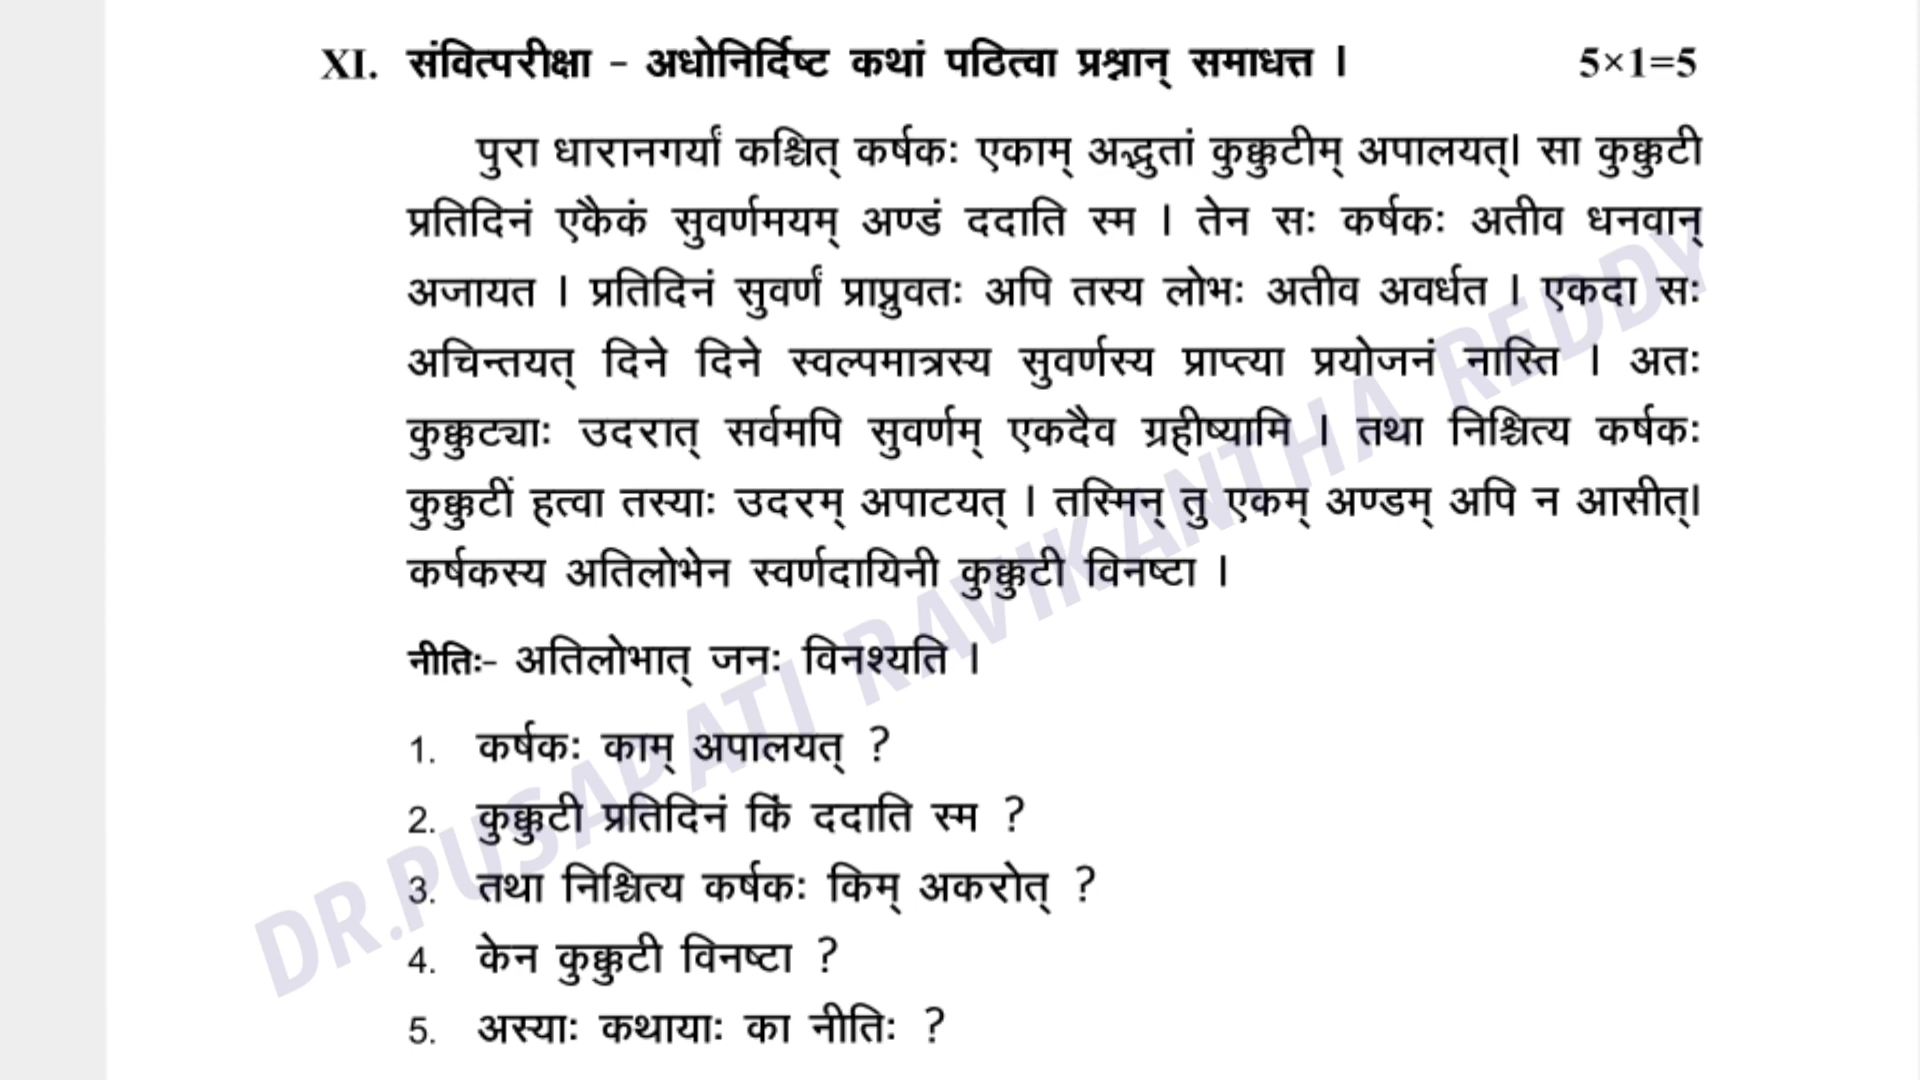 XI. संवित्परीक्षा - अधोनिर्दिष्ट कथां पठित्वा प्रश्नान् समाधत्त । 5×1=5
पुरा धारानगर्यां कश्चित् कर्षकः एकाम् अद्भुतां कुक्कुटीम् अपालयत्। सा कुक्कुटी
प्रतिदिनं एकैकं सुवर्णमयम् अण्डं ददाति स्म । तेन सः कर्षकः अतीव धनवान्
अजायत । प्रतिदिनं सुवर्णं प्राप्नुवतः अपि तस्य लोभः अतीव अवर्धत । एकदा सः
अचिन्तयत् दिने दिने स्वल्पमात्रस्य सुवर्णस्य प्राप्त्या प्रयोजनं नास्ति । अतः
कुक्कुट्याः उदरात् सर्वमपि सुवर्णम् एकदैव ग्रहीष्यामि । तथा निश्चित्य कर्षकः
कुक्कुटीं हत्वा तस्याः उदरम् अपाटयत् । तस्मिन् तु एकम् अण्डम् अपि न आसीत्।
कर्षकस्य अतिलोभेन स्वर्णदायिनी कुक्कुटी विनष्टा ।
नीतिः- अतिलोभात् जनः विनश्यति ।
1. कर्षकः काम् अपालयत् ?
2. कुक्कुटी प्रतिदिनं किं ददाति स्म ?
3. तथा निश्चित्य कर्षकः किम् अकरोत् ?
4. केन कुक्कुटी विनष्टा ?
5. अस्याः कथायाः का नीतिः ?
DR.PUSAPATI RAVIKANTHA REDDY